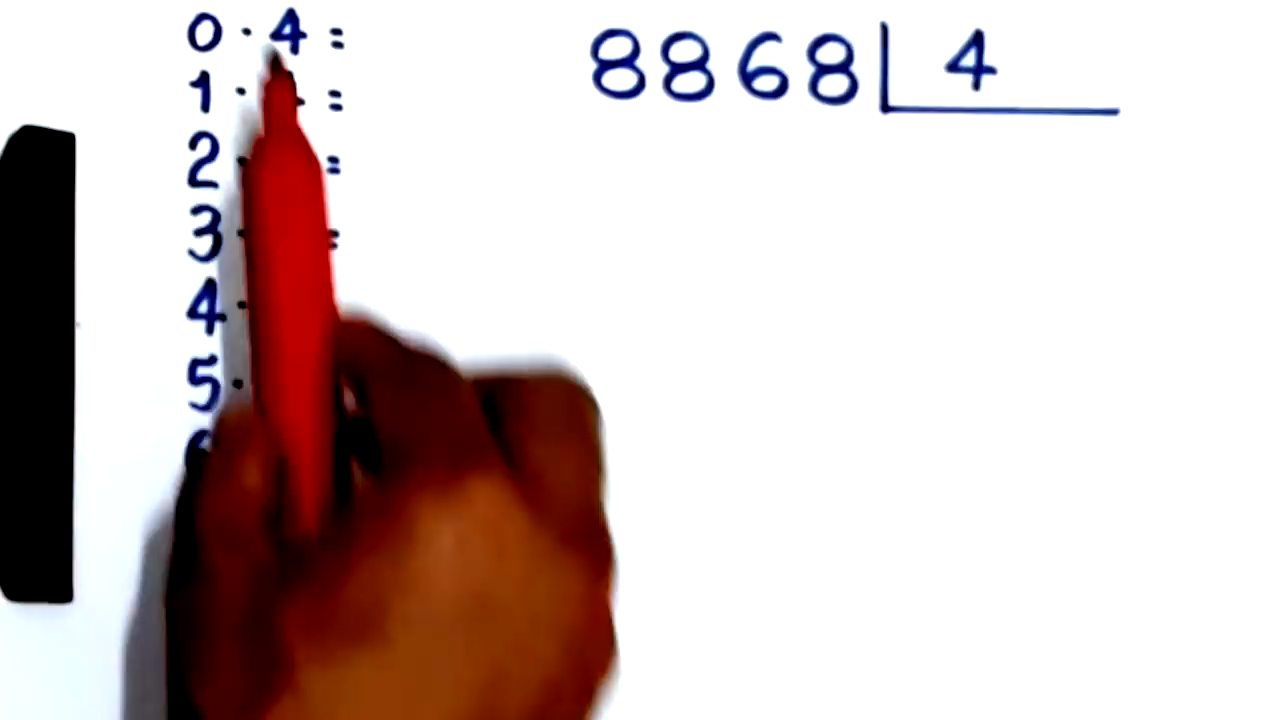 0 · 4 =
1 · =
2 · =
3 · =
4 ·
5 ·
8868 4